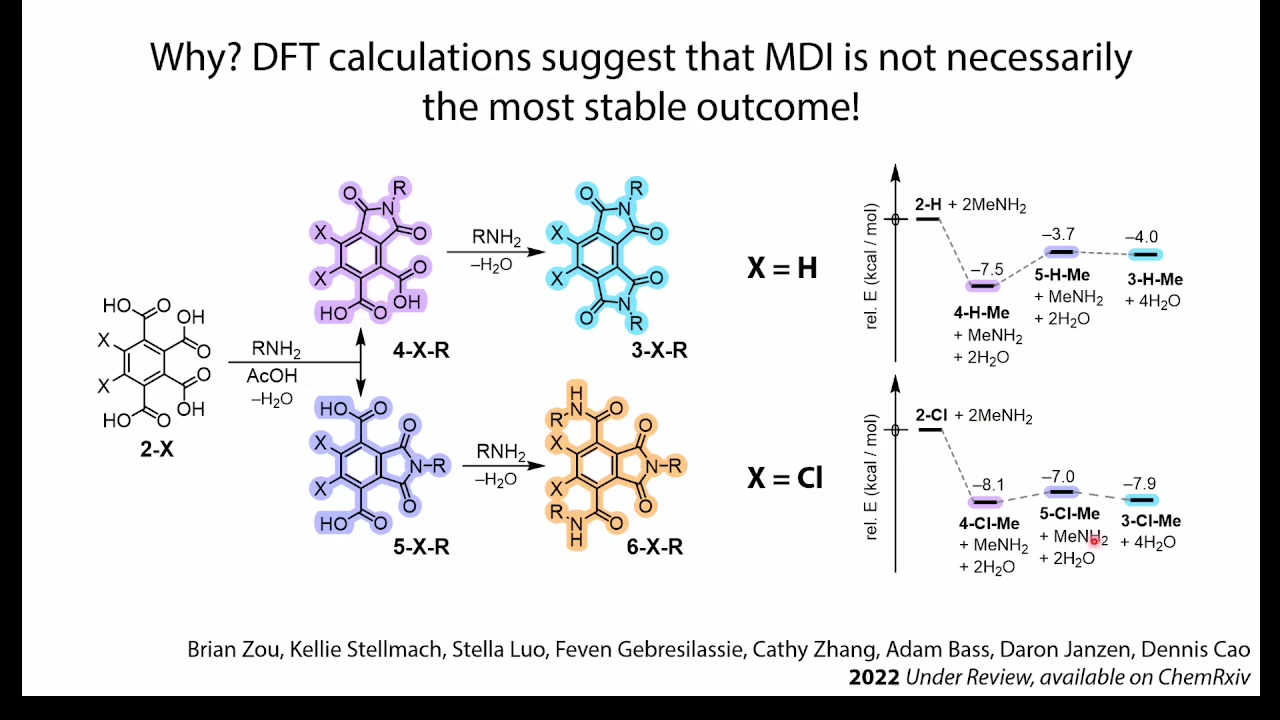 Why? DFT calculations suggest that MDI is not necessarily
the most stable outcome!
HO O
OH
X
O
X
O
OH
HO O
2-X
RNH₂
AcOH
–H₂O
R
O
N
X
O
X
O
OH
HO O
4-X-R
RNH₂
–H₂O
R
O
N
X
O
X
O
N
O
R
3-X-R
HO O
O
X
N–R
X
O
HO O
5-X-R
RNH₂
–H₂O
H
N O
R
O
X
N–R
X
R
O
N O
H
6-X-R
X = H
rel. E (kcal / mol)
0
2-H + 2MeNH₂
–7.5
4-H-Me
+ MeNH₂
+ 2H₂O
–3.7
5-H-Me
+ MeNH₂
+ 2H₂O
–4.0
3-H-Me
+ 4H₂O
X = Cl
rel. E (kcal / mol)
0
2-Cl + 2MeNH₂
–8.1
4-Cl-Me
+ MeNH₂
+ 2H₂O
–7.0
5-Cl-Me
+ MeNH₂
+ 2H₂O
–7.9
3-Cl-Me
+ 4H₂O
Brian Zou, Kellie Stellmach, Stella Luo, Feven Gebresilassie, Cathy Zhang, Adam Bass, Daron Janzen, Dennis Cao
2022 Under Review, available on ChemRxiv